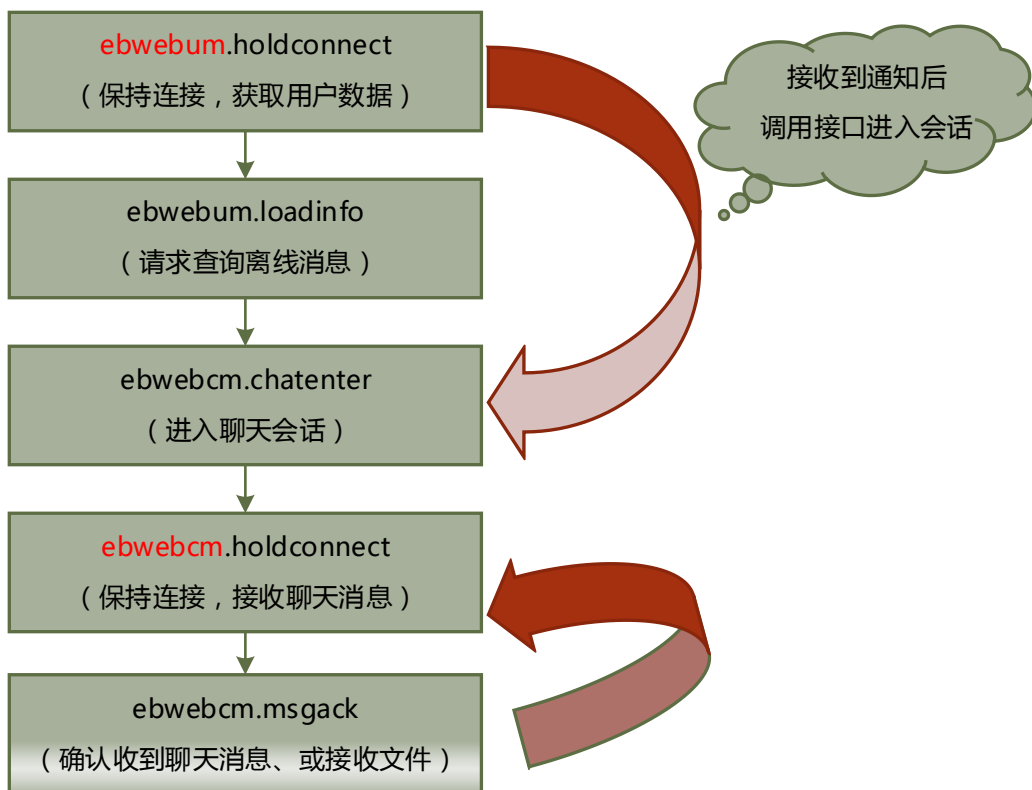 ebwebum.holdconnect
（保持连接，获取用户数据）
接收到通知后
调用接口进入会话
ebwebum.loadinfo
（请求查询离线消息）
ebwebcm.chatenter
（进入聊天会话）
ebwebcm.holdconnect
（保持连接，接收聊天消息）
ebwebcm.msgack
（确认收到聊天消息、或接收文件）